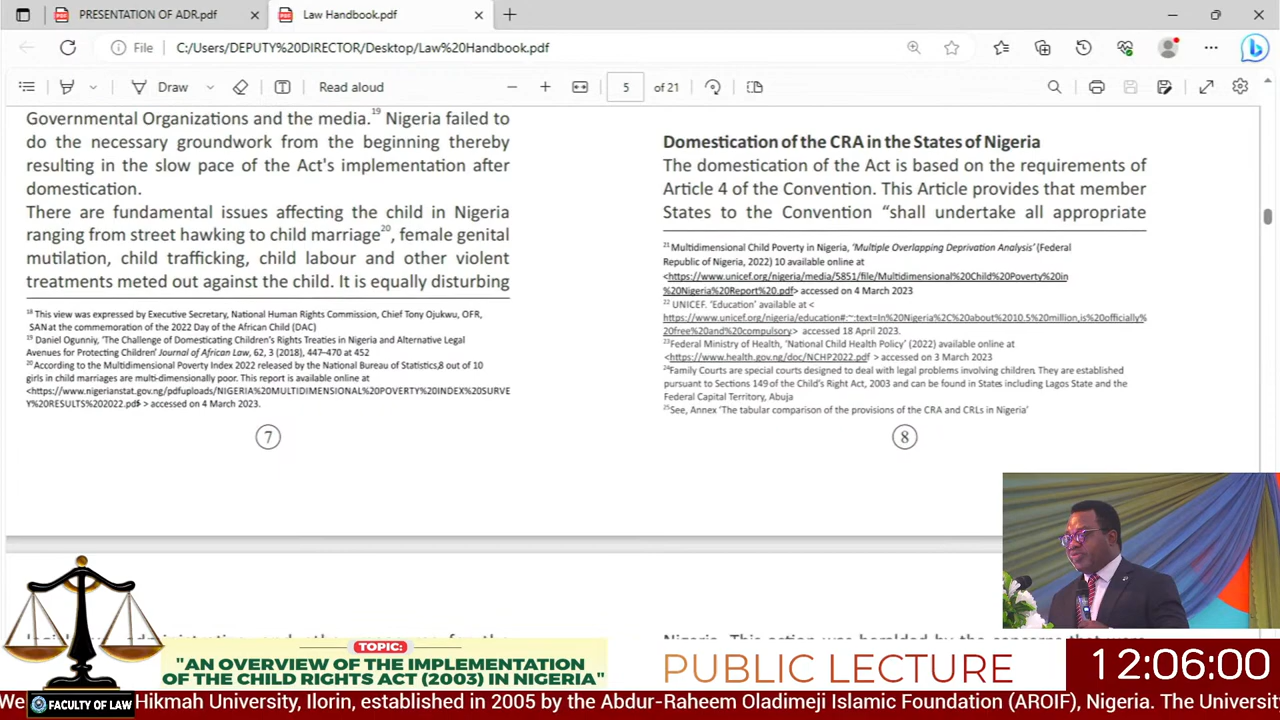 PRESENTATION OF ADR.pdf
Law Handbook.pdf
File
C:/Users/DEPUTY%20DIRECTOR/Desktop/Law%20Handbook.pdf
Draw
Read aloud
5
of 21
Governmental Organizations and the media.19 Nigeria failed to
do the necessary groundwork from the beginning thereby
resulting in the slow pace of the Act's implementation after
domestication.
There are fundamental issues affecting the child in Nigeria
ranging from street hawking to child marriage20, female genital
mutilation, child trafficking, child labour and other violent
treatments meted out against the child. It is equally disturbing
18 This view was expressed by Executive Secretary, National Human Rights Commission, Chief Tony Ojukwu, OFR,
SAN at the commemoration of the 2022 Day of the African Child (DAC)
19 Daniel Ogunniy, 'The Challenge of Domesticating Children's Rights Treaties in Nigeria and Alternative Legal
Avenues for Protecting Children' Journal of African Law, 62, 3 (2018), 447–470 at 452
20 According to the Multidimensional Poverty Index 2022 released by the National Bureau of Statistics,8 out of 10
girls in child marriages are multi-dimensionally poor. This report is available online at
<https://www.nigerianstat.gov.ng/pdfuploads/NIGERIA%20MULTIDIMENSIONAL%20POVERTY%20INDEX%20SURVE
Y%20RESULTS%202022.pdf > accessed on 4 March 2023.
7
Domestication of the CRA in the States of Nigeria
The domestication of the Act is based on the requirements of
Article 4 of the Convention. This Article provides that member
States to the Convention “shall undertake all appropriate
21 Multidimensional Child Poverty in Nigeria, 'Multiple Overlapping Deprivation Analysis' (Federal
Republic of Nigeria, 2022) 10 available online at
<https://www.unicef.org/nigeria/media/5851/file/Multidimensional%20Child%20Poverty%20in
%20Nigeria%20Report%20.pdf> accessed on 4 March 2023
22 UNICEF. 'Education' available at <
https://www.unicef.org/nigeria/education#:~:text=In%20Nigeria%2C%20about%2010.5%20million,is%20officially%
20free%20and%20compulsory> accessed 18 April 2023.
23 Federal Ministry of Health, 'National Child Health Policy' (2022) available online at
<https://www.health.gov.ng/doc/NCHP2022.pdf > accessed on 3 March 2023
24 Family Courts are special courts designed to deal with legal problems involving children. They are established
pursuant to Sections 149 of the Child's Right Act, 2003 and can be found in States including Lagos State and the
Federal Capital Territory, Abuja
25 See, Annex 'The tabular comparison of the provisions of the CRA and CRLs in Nigeria'
8
Nigeria. This action was heralded by the concerns that were
TOPIC:
"AN OVERVIEW OF THE IMPLEMENTATION
OF THE CHILD RIGHTS ACT (2003) IN NIGERIA"
PUBLIC LECTURE
12:06:00
We
FACULTY OF LAW
Hikmah University, Ilorin, established in 2005 by the Abdur-Raheem Oladimeji Islamic Foundation (AROIF), Nigeria. The Universit